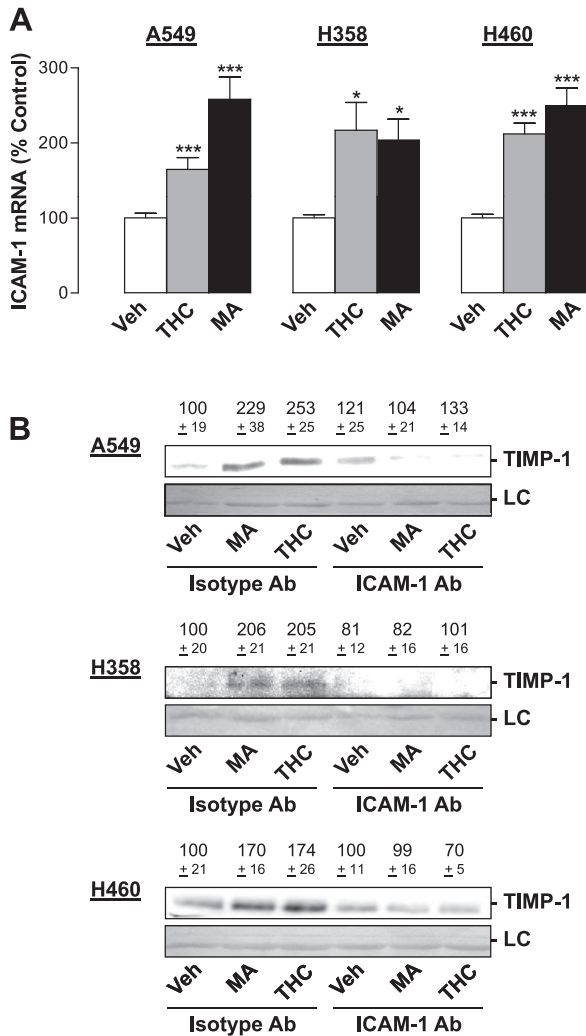 A
A549 H358 H460
ICAM-1 mRNA (% Control)
300
200
100
0
*** *** * * *** ***
Veh THC MA Veh THC MA Veh THC MA
B
A549
100 229 253 121 104 133
± 19 ± 38 ± 25 ± 25 ± 21 ± 14
TIMP-1
LC
Veh MA THC Veh MA THC
Isotype Ab ICAM-1 Ab
H358
100 206 205 81 82 101
± 20 ± 21 ± 21 ± 12 ± 16 ± 16
TIMP-1
LC
Veh MA THC Veh MA THC
Isotype Ab ICAM-1 Ab
H460
100 170 174 100 99 70
± 21 ± 16 ± 26 ± 11 ± 16 ± 5
TIMP-1
LC
Veh MA THC Veh MA THC
Isotype Ab ICAM-1 Ab